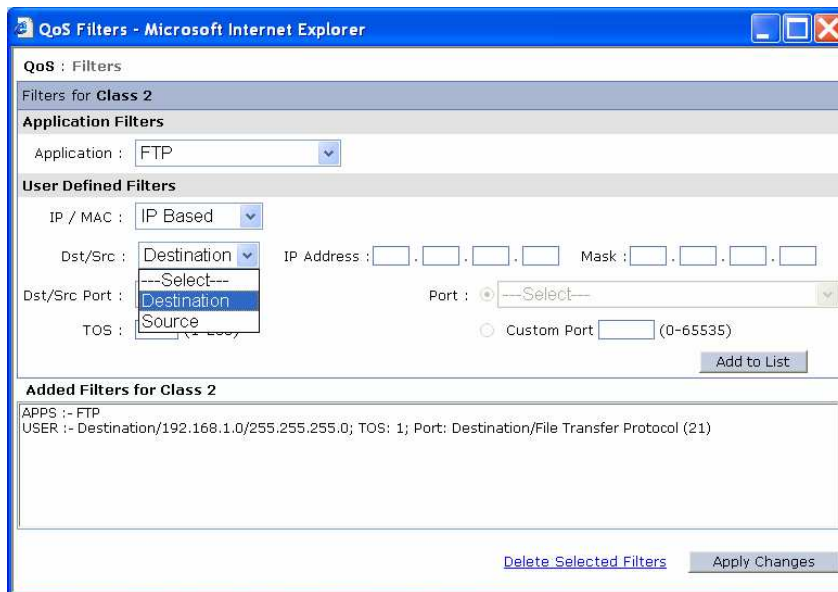 QoS Filters - Microsoft Internet Explorer
QoS : Filters
Filters for Class 2
Application Filters
Application : FTP
User Defined Filters
IP / MAC : IP Based
Dst/Src : Destination IP Address : . . . Mask : . . .
---Select---
Destination
Source
Dst/Src Port : Port : ---Select---
TOS : Custom Port (0-65535)
Add to List
Added Filters for Class 2
APPS :- FTP
USER :- Destination/192.168.1.0/255.255.255.0; TOS: 1; Port: Destination/File Transfer Protocol (21)
Delete Selected Filters Apply Changes